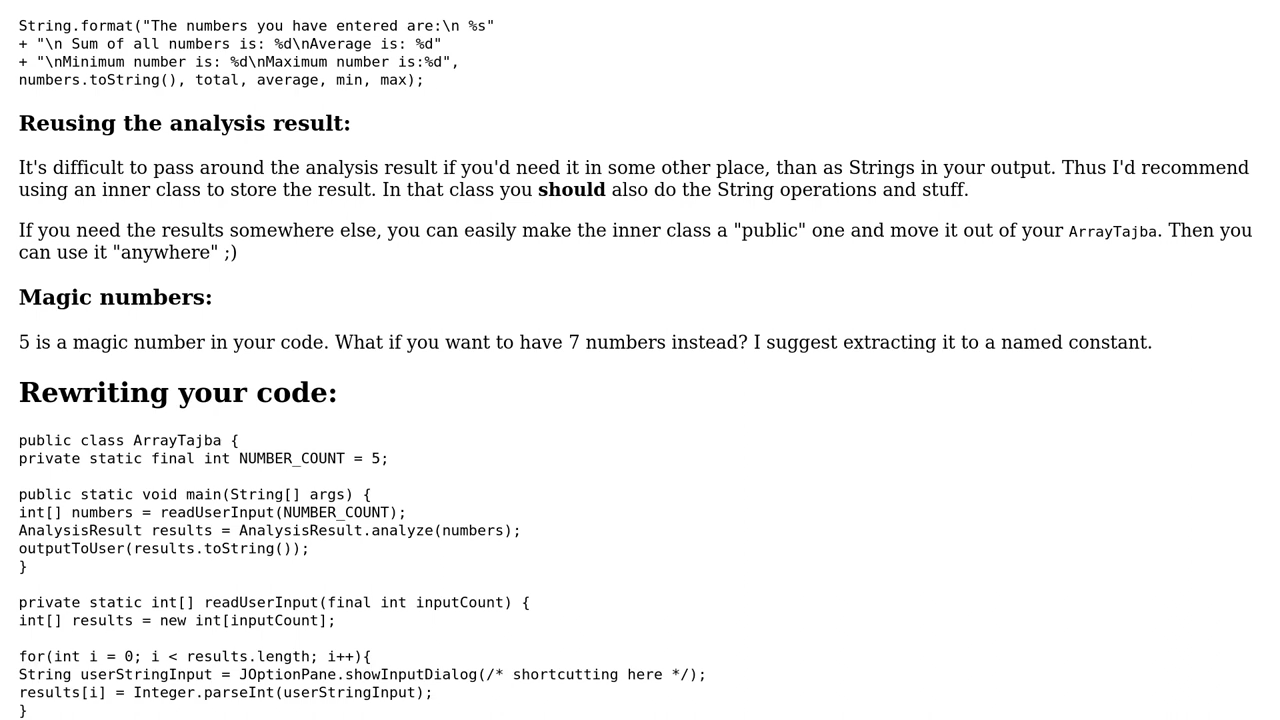 String.format("The numbers you have entered are:\n %s"
+ "\n Sum of all numbers is: %d\nAverage is: %d"
+ "\nMinimum number is: %d\nMaximum number is:%d",
numbers.toString(), total, average, min, max);
Reusing the analysis result:
It's difficult to pass around the analysis result if you'd need it in some other place, than as Strings in your output. Thus I'd recommend
using an inner class to store the result. In that class you should also do the String operations and stuff.
If you need the results somewhere else, you can easily make the inner class a "public" one and move it out of your ArrayTajba. Then you
can use it "anywhere" ;)
Magic numbers:
5 is a magic number in your code. What if you want to have 7 numbers instead? I suggest extracting it to a named constant.
Rewriting your code:
public class ArrayTajba {
private static final int NUMBER_COUNT = 5;
public static void main(String[] args) {
int[] numbers = readUserInput(NUMBER_COUNT);
AnalysisResult results = AnalysisResult.analyze(numbers);
outputToUser(results.toString());
}
private static int[] readUserInput(final int inputCount) {
int[] results = new int[inputCount];
for(int i = 0; i < results.length; i++){
String userStringInput = JOptionPane.showInputDialog(/* shortcutting here */);
results[i] = Integer.parseInt(userStringInput);
}